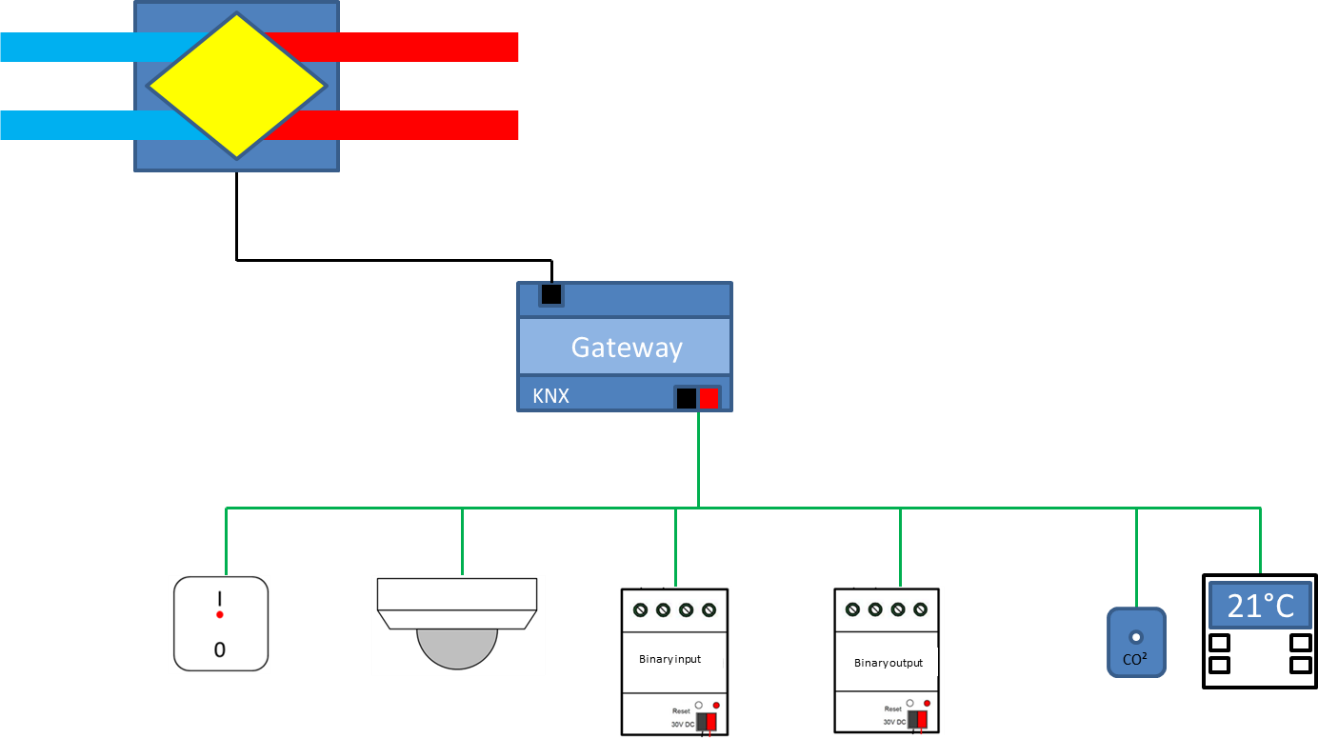 Gateway
KNX
I
0
Binary input
Reset
30V DC
Binary output
Reset
30V DC
CO²
21°C